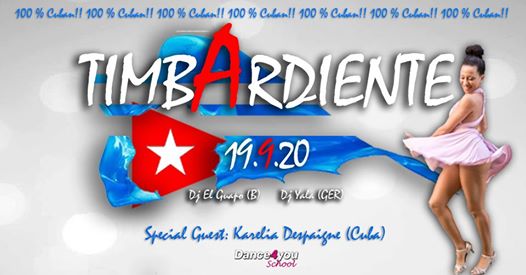 100 % Cuban!! 100 % Cuban!! 100 % Cuban!! 100 % Cuban!! 100 % Cuban!! 100 % Cuban!! 100 % Cuban!!
TIMBARDIENTE
19.9.20
Dj El Guapo (B) Dj Yala (GER)
Special Guest: Karelia Despaigne (Cuba)
Dance4you
School